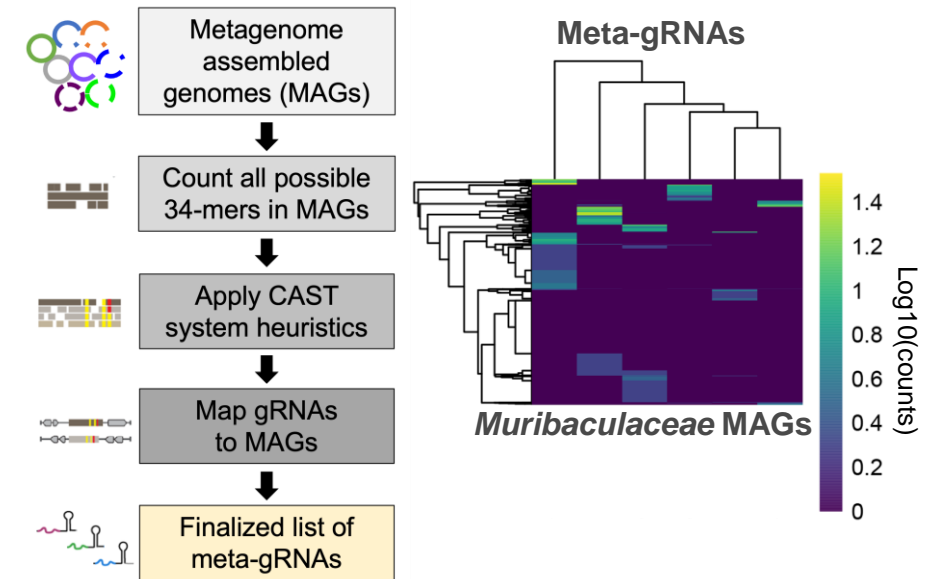 Metagenome
assembled
genomes (MAGs)
Count all possible
34-mers in MAGs
Apply CAST
system heuristics
Map gRNAs
to MAGs
Finalized list of
meta-gRNAs
Meta-gRNAs
Muribaculaceae MAGs
1.4
1.2
1
0.8
0.6
0.4
0.2
0
Log10(counts)